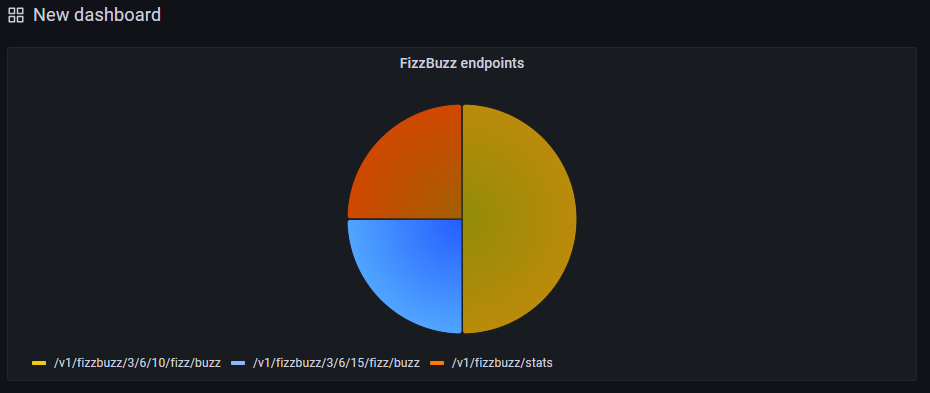 New dashboard
FizzBuzz endpoints
/v1/fizzbuzz/3/6/10/fizz/buzz /v1/fizzbuzz/3/6/15/fizz/buzz /v1/fizzbuzz/stats